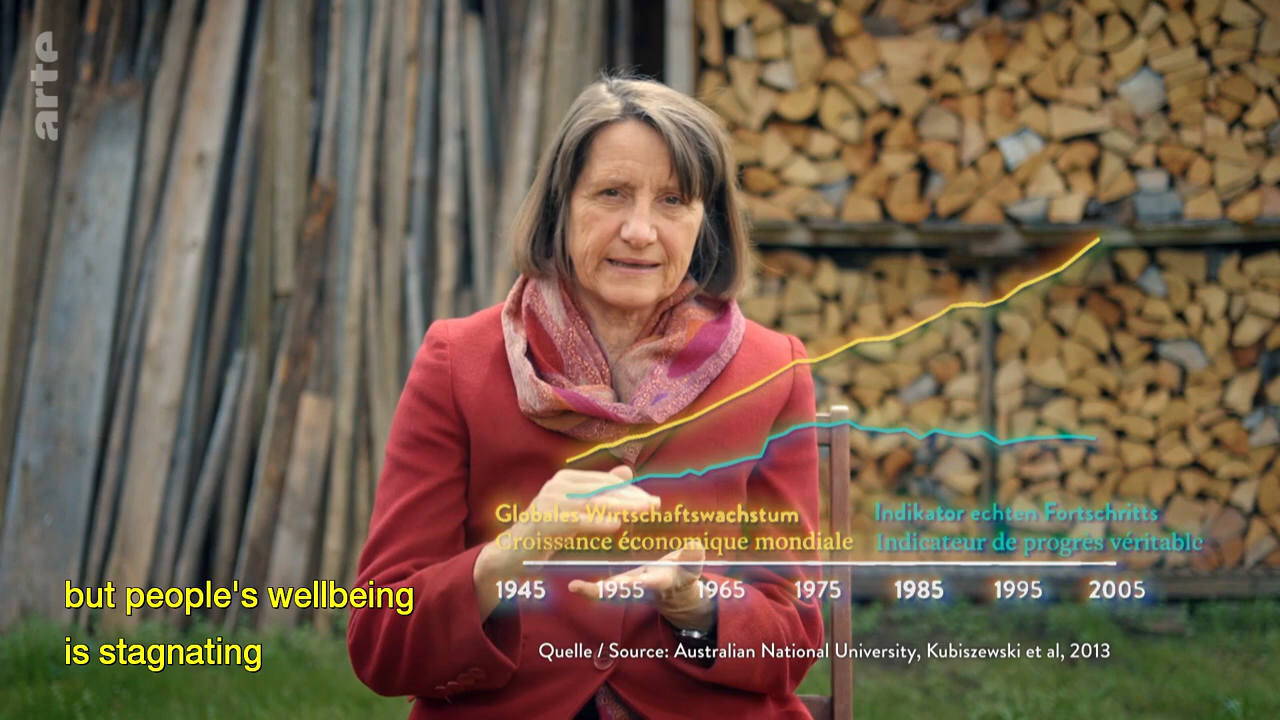 arte
Globales Wirtschaftswachstum
Croissance économique mondiale
Indikator echten Fortschritts
Indicateur de progrès véritable
1945 1955 1965 1975 1985 1995 2005
but people's wellbeing
is stagnating
Quelle / Source: Australian National University, Kubiszewski et al, 2013